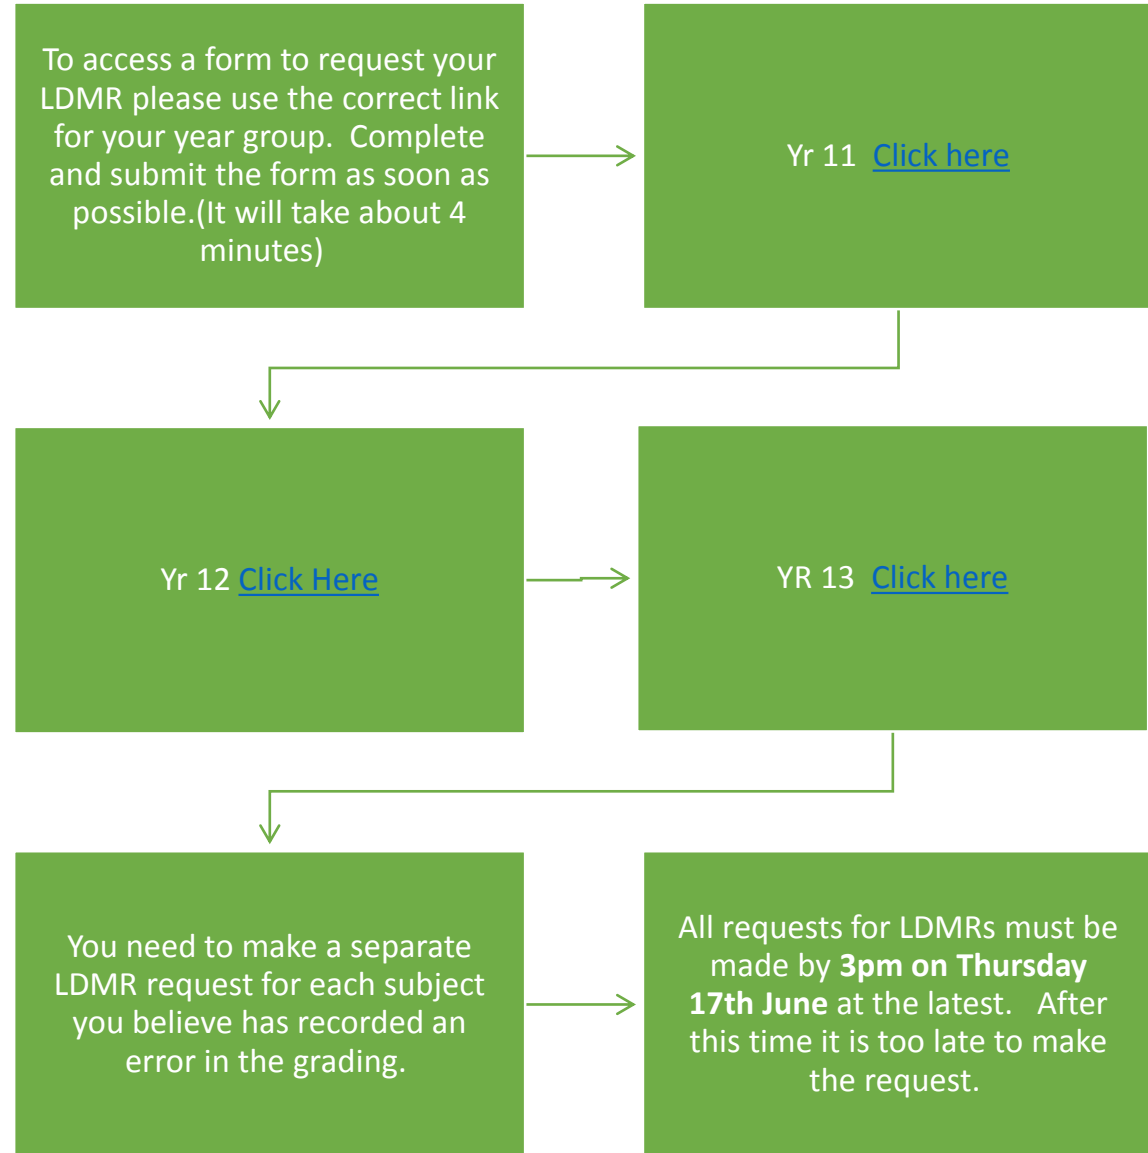 To access a form to request your
LDMR please use the correct link
for your year group.  Complete
and submit the form as soon as
possible.(It will take about 4
minutes)
Yr 11  Click here
Yr 12 Click Here
YR 13  Click here
You need to make a separate
LDMR request for each subject
you believe has recorded an
error in the grading.
All requests for LDMRs must be
made by 3pm on Thursday
17th June at the latest.   After
this time it is too late to make
the request.